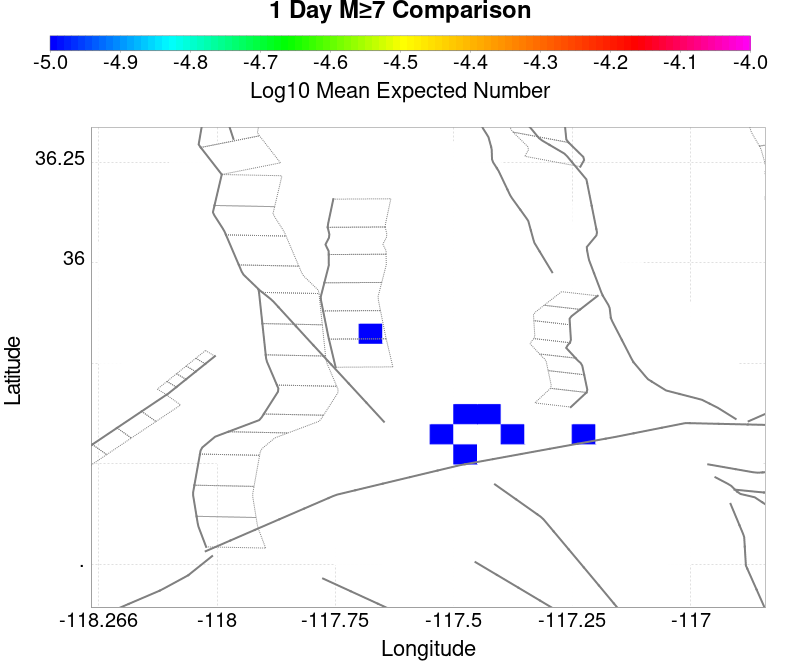 1 Day M≥7 Comparison
-5.0 -4.9 -4.8 -4.7 -4.6 -4.5 -4.4 -4.3 -4.2 -4.1 -4.0
Log10 Mean Expected Number
36.25
36
.
Latitude
-118.266 -118 -117.75 -117.5 -117.25 -117
Longitude